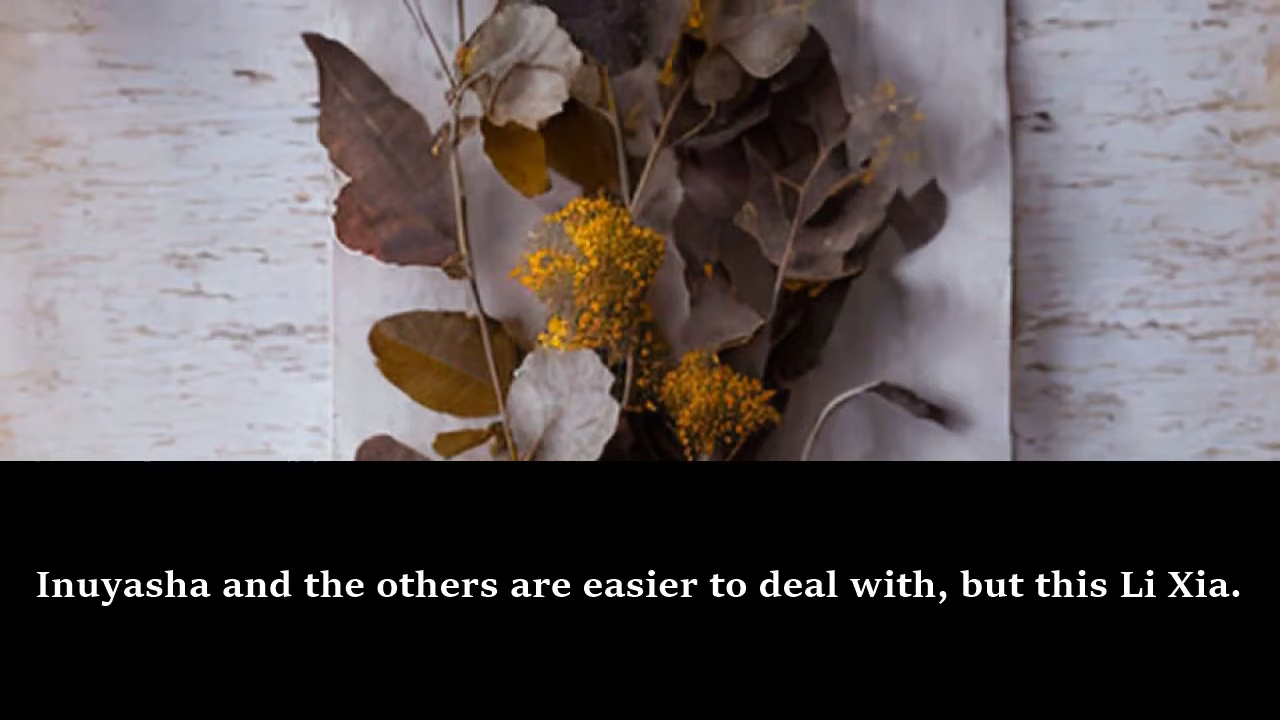 Inuyasha and the others are easier to deal with, but this Li Xia.